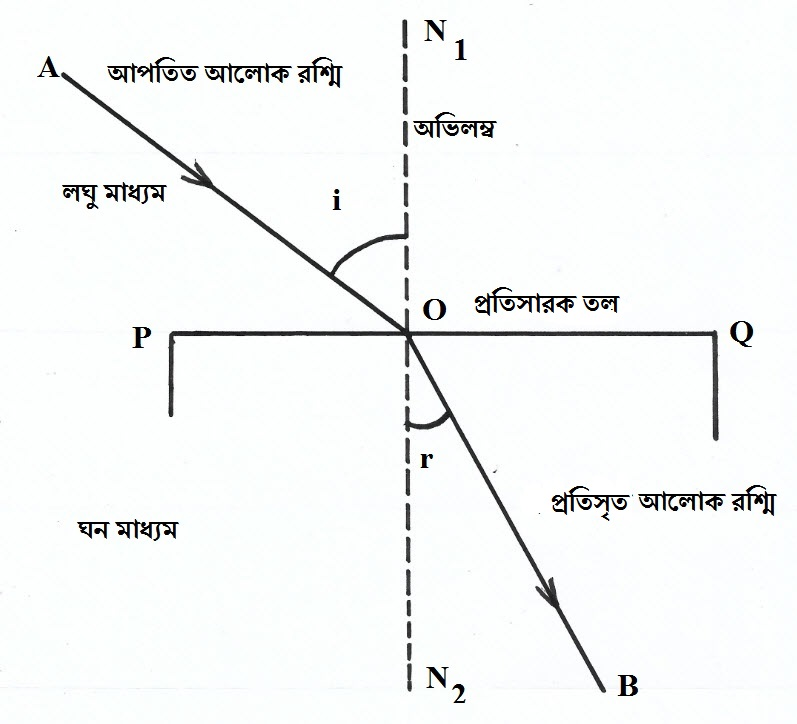 N1
A
আপতিত আলোক রশ্মি
অভিলম্ব
লঘু মাধ্যম
i
O
প্রতিসারক তল
P
Q
r
প্রতিসৃত আলোক রশ্মি
ঘন মাধ্যম
N2
B